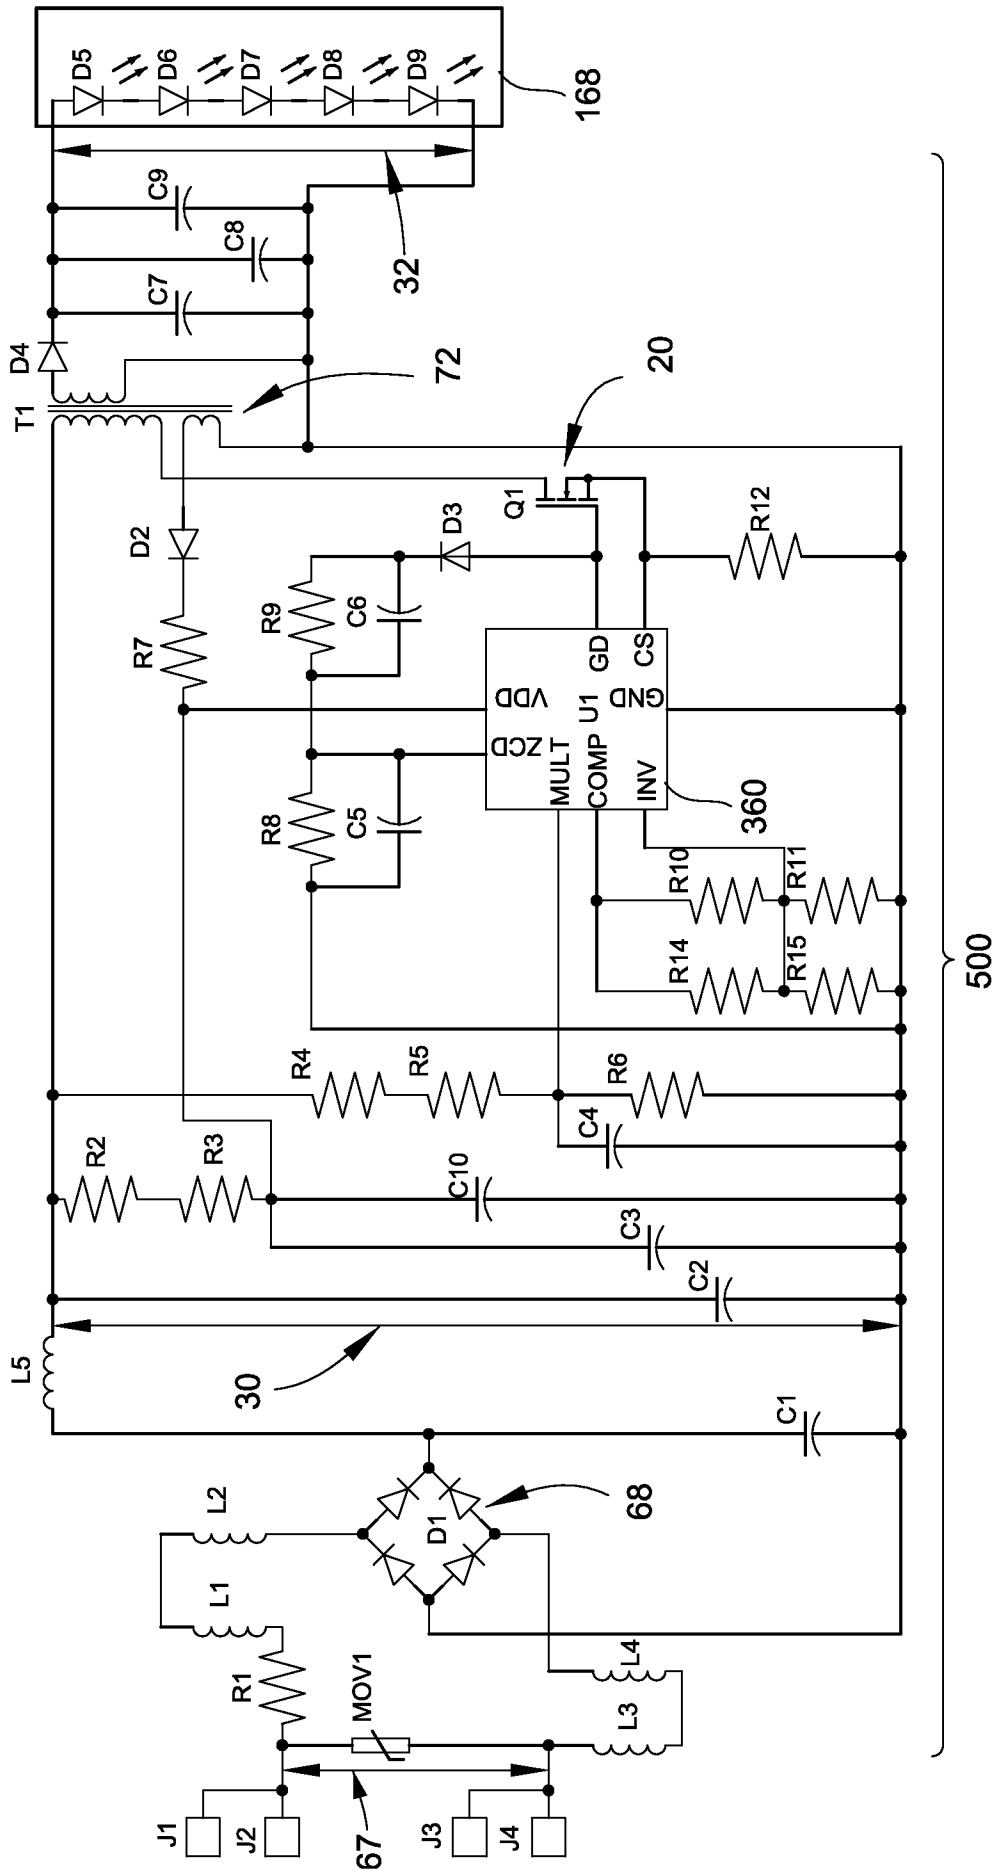 J1
J2
67
J3
J4
MOV1
R1
L1
L2
L3
L4
D1
68
L5
30
C1
C2
C3
C10
R2
R3
C4
R4
R5
R6
R14
R15
R10
R11
R8
C5
R9
C6
R7
D2
D3
ZCD
VDD
MULT
COMP
INV
U1
GD
CS
GND
360
Q1
20
R12
T1
72
D4
C7
C8
C9
32
D5
D6
D7
D8
D9
168
500